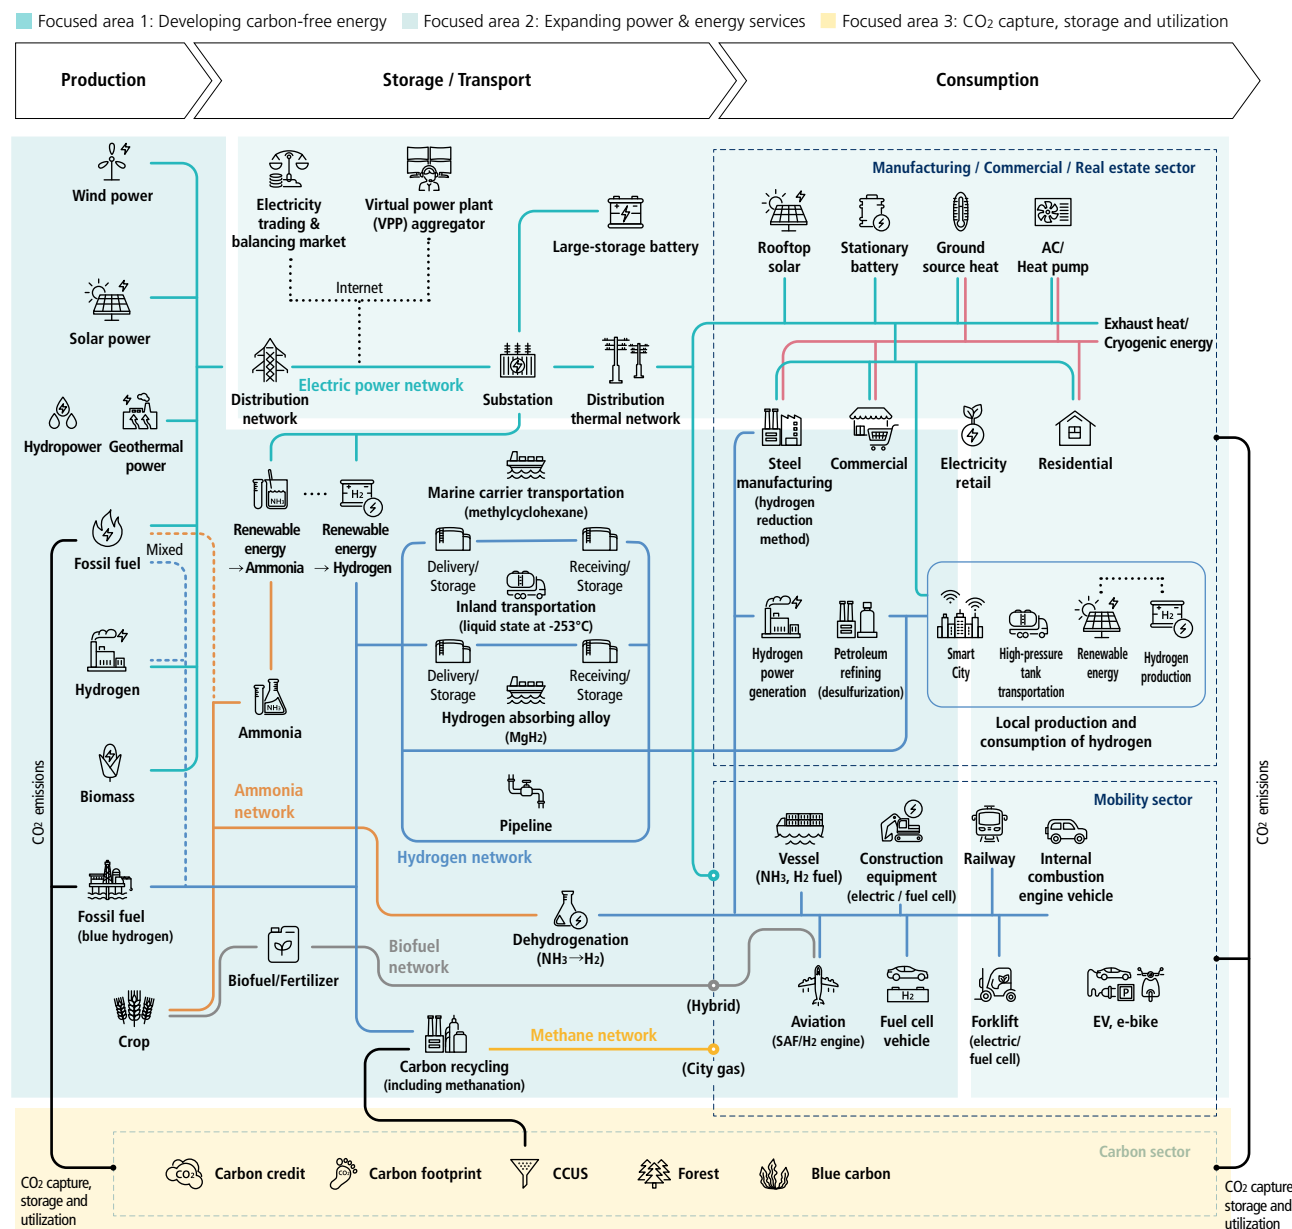 Focused area 1: Developing carbon-free energy
Focused area 2: Expanding power & energy services
Focused area 3: CO2 capture, storage and utilization
Production
Storage / Transport
Consumption
Wind power
Solar power
Hydropower
Geothermal
power
Fossil fuel
Mixed
Hydrogen
Biomass
Fossil fuel
(blue hydrogen)
Crop
CO2 emissions
Electricity
trading &
balancing market
Virtual power plant
(VPP) aggregator
Internet
Large-storage battery
Distribution
network
Electric power network
Substation
Distribution
thermal network
NH3
H2
Renewable
energy
→Ammonia
Renewable
energy
→Hydrogen
Marine carrier transportation
(methylcyclohexane)
Delivery/
Storage
Receiving/
Storage
Inland transportation
(liquid state at -253°C)
Delivery/
Storage
Receiving/
Storage
Hydrogen absorbing alloy
(MgH2)
Pipeline
Hydrogen network
NH3
Ammonia
Ammonia
network
Dehydrogenation
(NH3→H2)
Biofuel/Fertilizer
Biofuel
network
(Hybrid)
Carbon recycling
(including methanation)
Methane network
(City gas)
Manufacturing / Commercial / Real estate sector
Rooftop
solar
Stationary
battery
Ground
source heat
AC/
Heat pump
Exhaust heat/
Cryogenic energy
Steel
manufacturing
(hydrogen
reduction
method)
Commercial
Electricity
retail
Residential
Hydrogen
power
generation
Petroleum
refining
(desulfurization)
Smart
City
High-pressure
tank
transportation
Renewable
energy
H2
Hydrogen
production
Local production and
consumption of hydrogen
Mobility sector
Vessel
(NH3, H2 fuel)
Construction
equipment
(electric / fuel cell)
Railway
Internal
combustion
engine vehicle
Aviation
(SAF/H2 engine)
H2
Fuel cell
vehicle
Forklift
(electric/
fuel cell)
P
EV, e-bike
CO2 emissions
Carbon sector
CO2
Carbon credit
CO2
Carbon footprint
CCUS
Forest
Blue carbon
CO2 capture,
storage and
utilization
CO2 capture
storage and
utilization